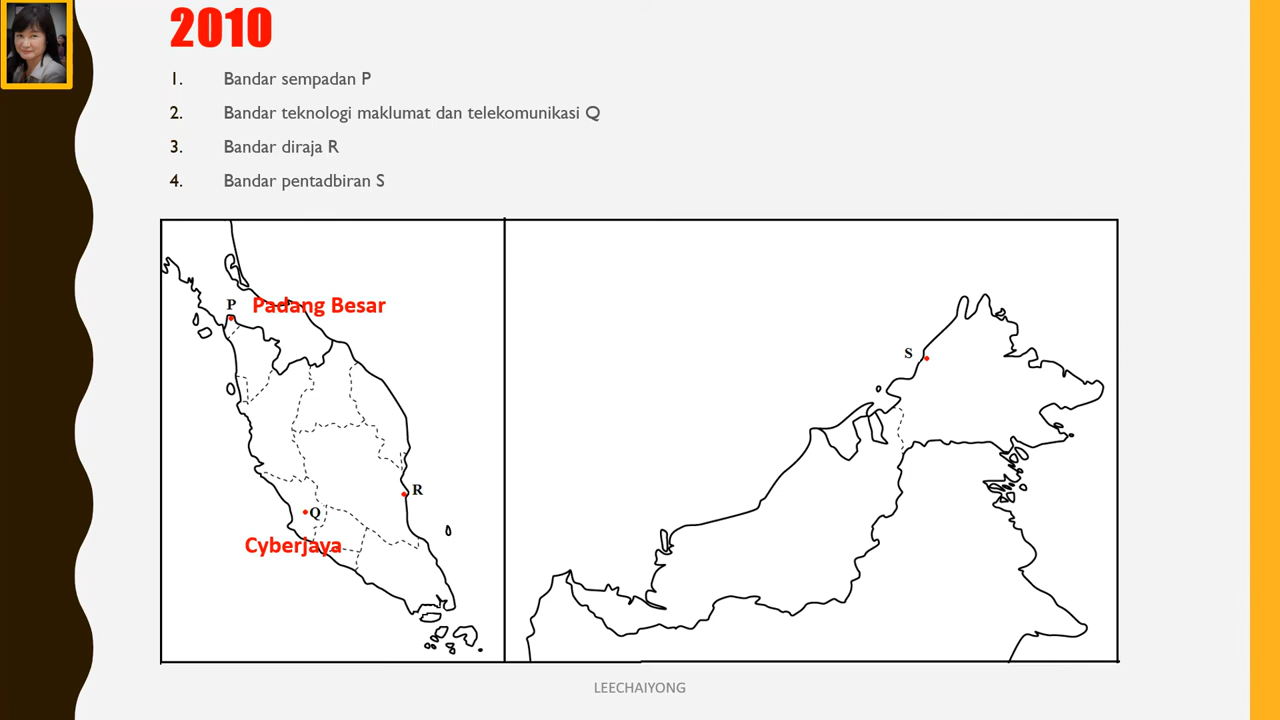 2010
1. Bandar sempadan P
2. Bandar teknologi maklumat dan telekomunikasi Q
3. Bandar diraja R
4. Bandar pentadbiran S
P
Padang Besar
S
R
Q
Cyberjaya
LEECHAIYONG